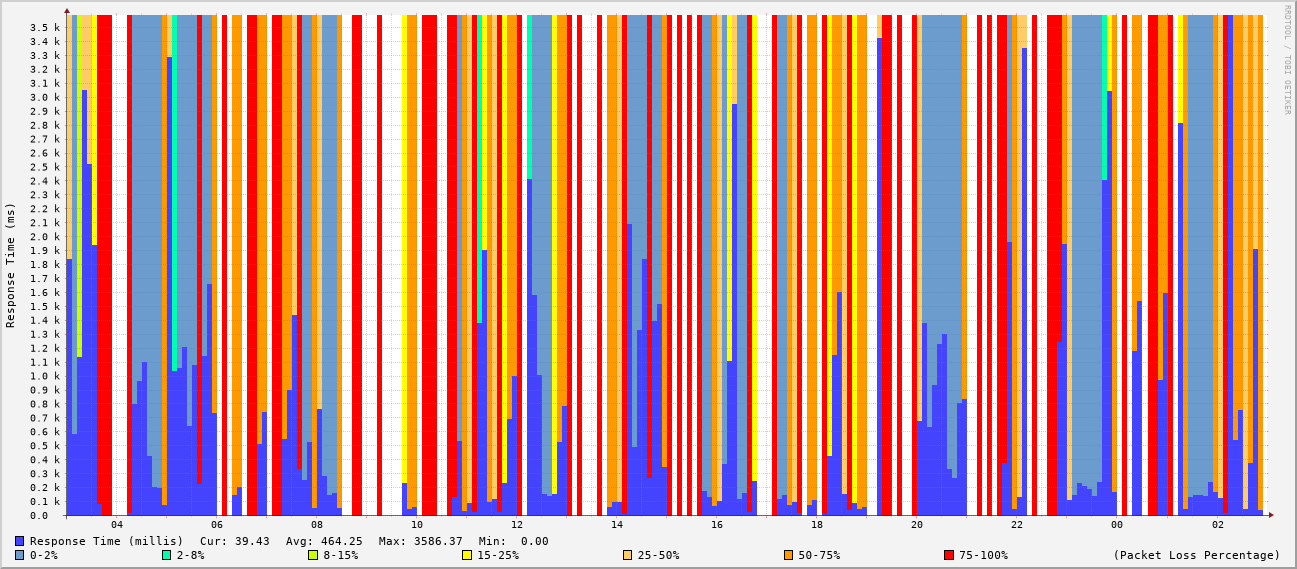 3.5 k
3.4 k
3.3 k
3.2 k
3.1 k
3.0 k
2.9 k
2.8 k
2.7 k
2.6 k
2.5 k
2.4 k
2.3 k
2.2 k
2.1 k
2.0 k
1.9 k
1.8 k
1.7 k
1.6 k
1.5 k
1.4 k
1.3 k
1.2 k
1.1 k
1.0 k
0.9 k
0.8 k
0.7 k
0.6 k
0.5 k
0.4 k
0.3 k
0.2 k
0.1 k
0.0
Response Time (ms)
RRDTOOL / TOBI OETIKER
04 06 08 10 12 14 16 18 20 22 00 02
Response Time (millis) Cur: 39.43 Avg: 464.25 Max: 3586.37 Min: 0.00
0-2% 2-8% 8-15% 15-25% 25-50% 50-75% 75-100% (Packet Loss Percentage)